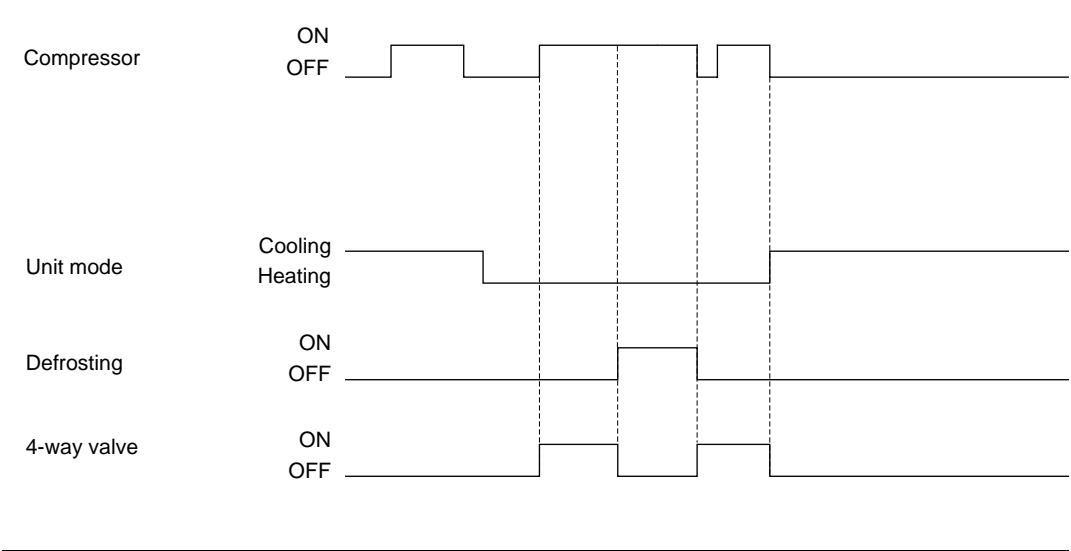 Compressor
ON
OFF
Unit mode
Cooling
Heating
Defrosting
ON
OFF
4-way valve
ON
OFF